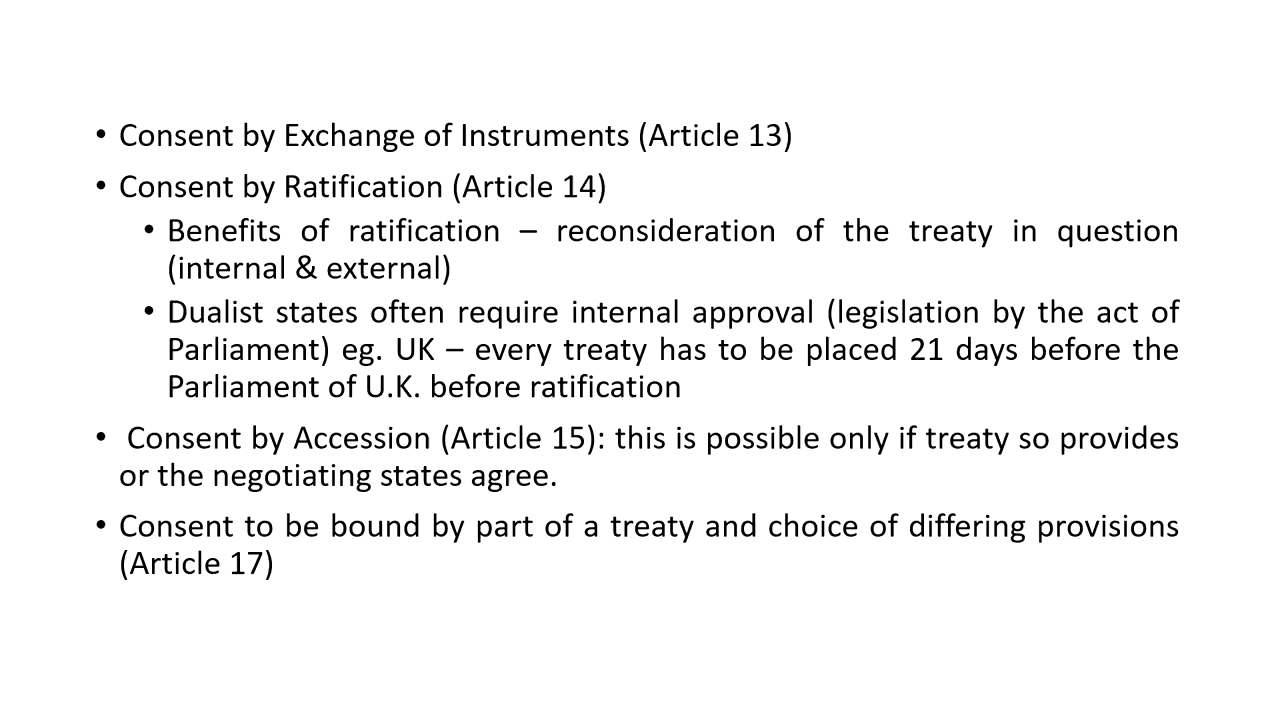 • Consent by Exchange of Instruments (Article 13)
• Consent by Ratification (Article 14)
• Benefits of ratification – reconsideration of the treaty in question
(internal & external)
• Dualist states often require internal approval (legislation by the act of
Parliament) eg. UK – every treaty has to be placed 21 days before the
Parliament of U.K. before ratification
• Consent by Accession (Article 15): this is possible only if treaty so provides
or the negotiating states agree.
• Consent to be bound by part of a treaty and choice of differing provisions
(Article 17)